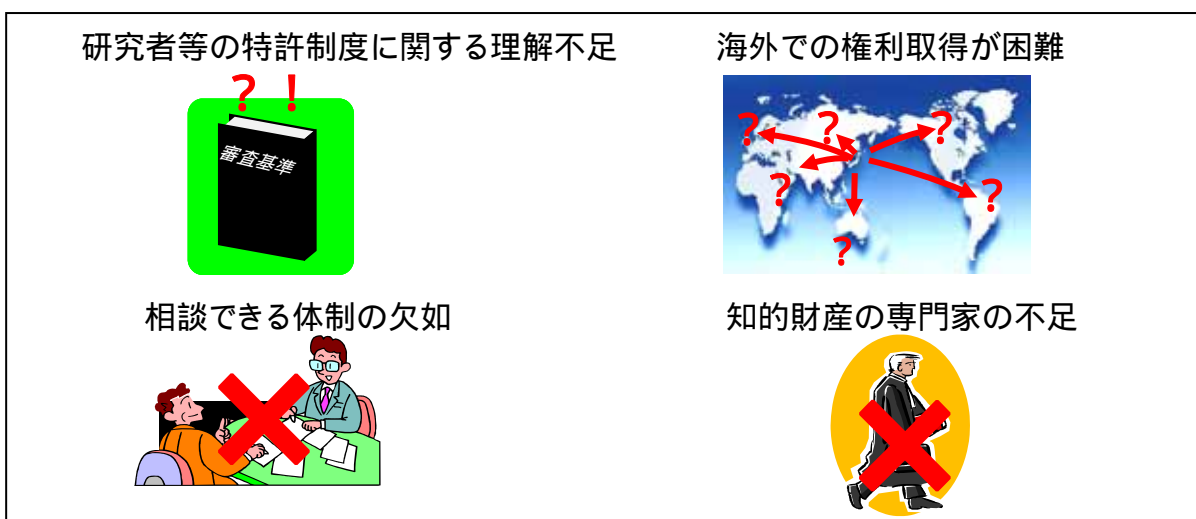 研究者等の特許制度に関する理解不足
海外での権利取得が困難
? !
審査基準
?
?
?
?
?
?
相談できる体制の欠如
知的財産の専門家の不足